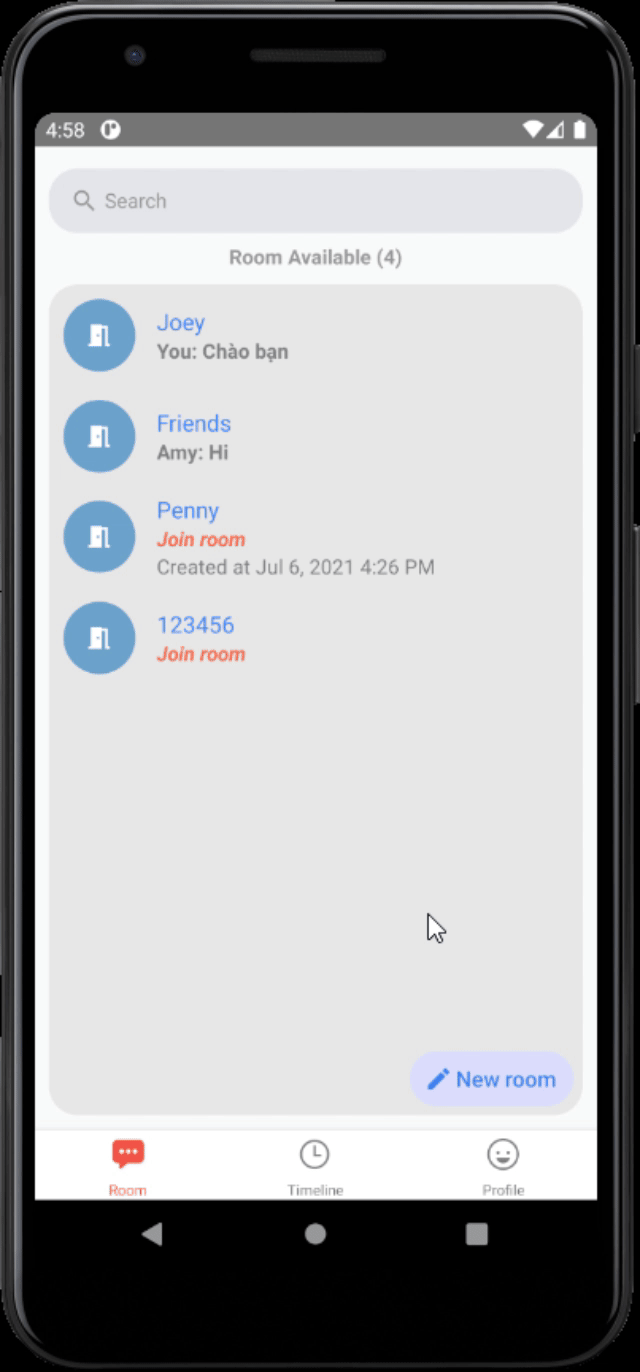 4:58
Search
Room Available (4)
Joey
You: Chào bạn
Friends
Amy: Hi
Penny
Join room
Created at Jul 6, 2021 4:26 PM
123456
Join room
New room
Room
Timeline
Profile